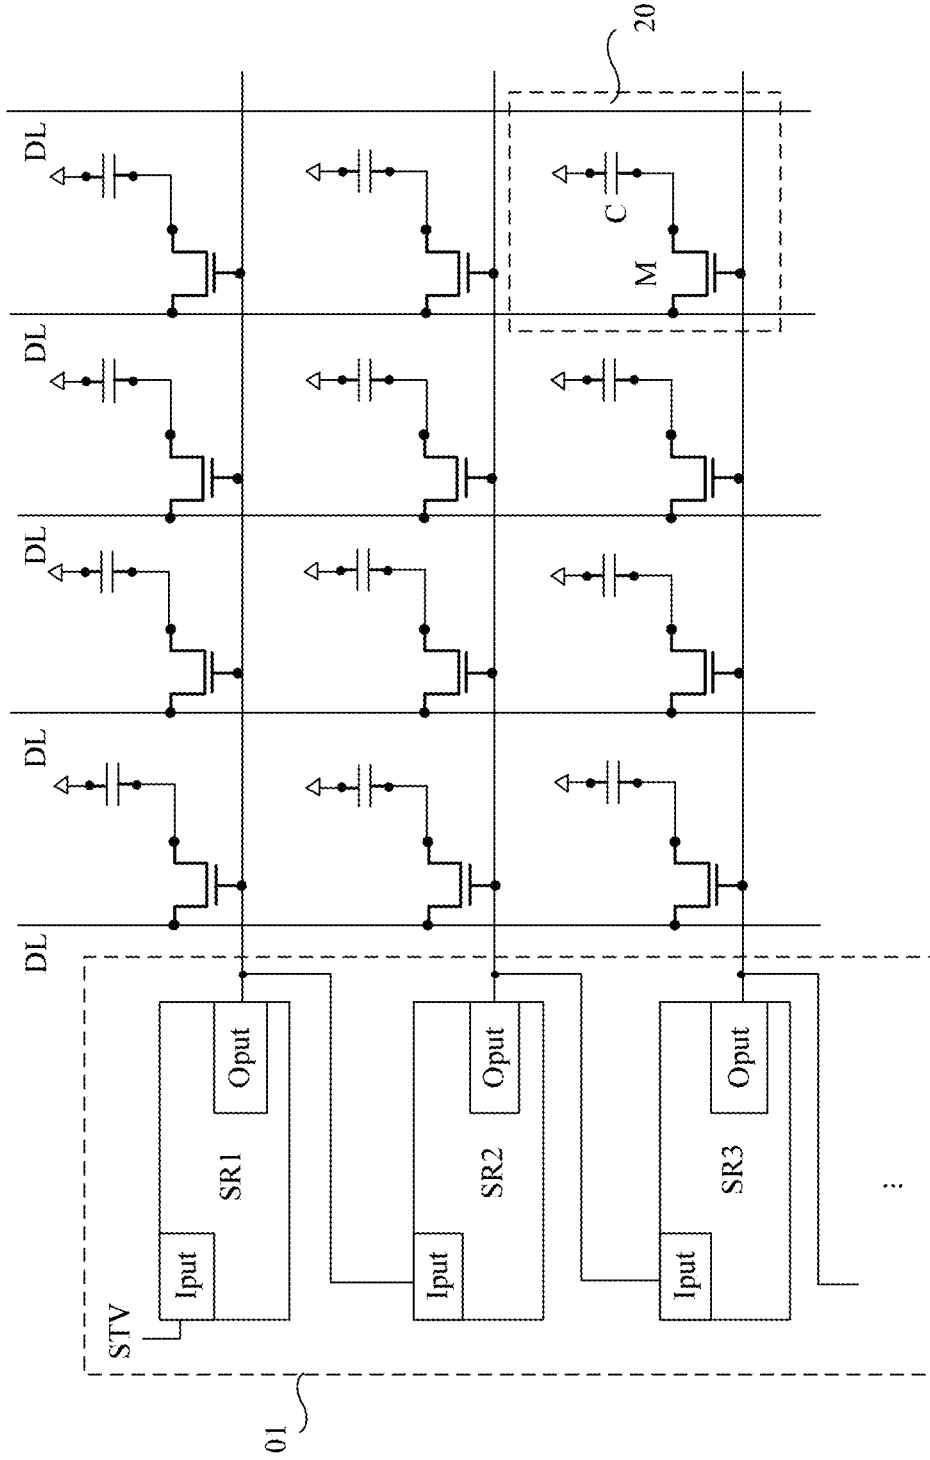 DL
DL
DL
DL
DL
STV
Iput
SR1
Oput
01
Iput
SR2
Oput
C
M
20
Iput
SR3
Oput
...